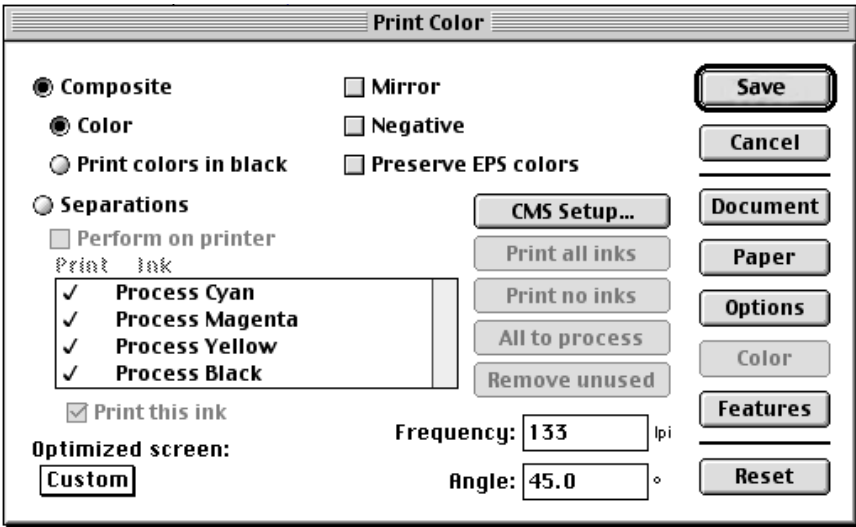 Print Color
Composite
Color
Print colors in black
Separations
Perform on printer
Print Ink
✓ Process Cyan
✓ Process Magenta
✓ Process Yellow
✓ Process Black
Print this ink
Optimized screen:
Custom
Mirror
Negative
Preserve EPS colors
CMS Setup...
Print all inks
Print no inks
All to process
Remove unused
Frequency: 133 lpi
Angle: 45.0 °
Save
Cancel
Document
Paper
Options
Color
Features
Reset